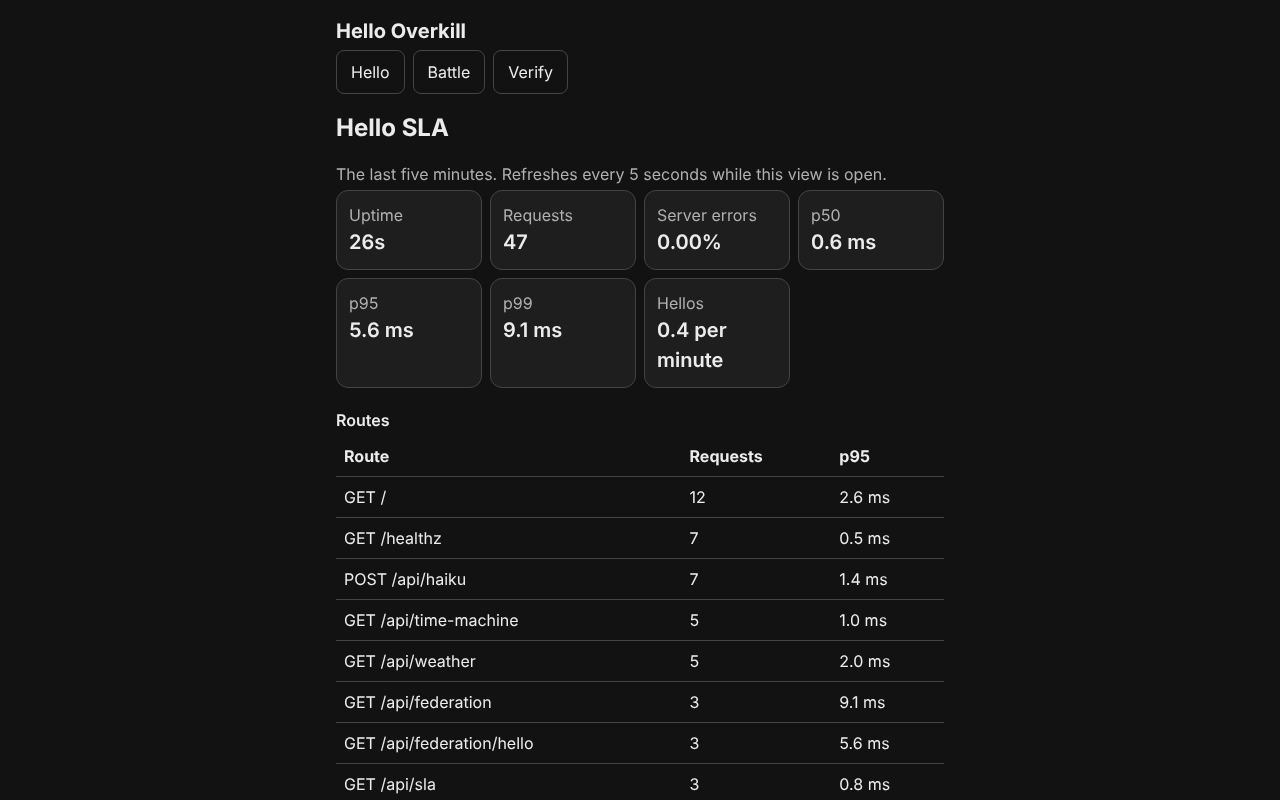 Hello Overkill
Hello Battle Verify
Hello SLA
The last five minutes. Refreshes every 5 seconds while this view is open.
Uptime
26s
Requests
47
Server errors
0.00%
p50
0.6 ms
p95
5.6 ms
p99
9.1 ms
Hellos
0.4 per
minute
Routes
Route Requests p95
GET / 12 2.6 ms
GET /healthz 7 0.5 ms
POST /api/haiku 7 1.4 ms
GET /api/time-machine 5 1.0 ms
GET /api/weather 5 2.0 ms
GET /api/federation 3 9.1 ms
GET /api/federation/hello 3 5.6 ms
GET /api/sla 3 0.8 ms